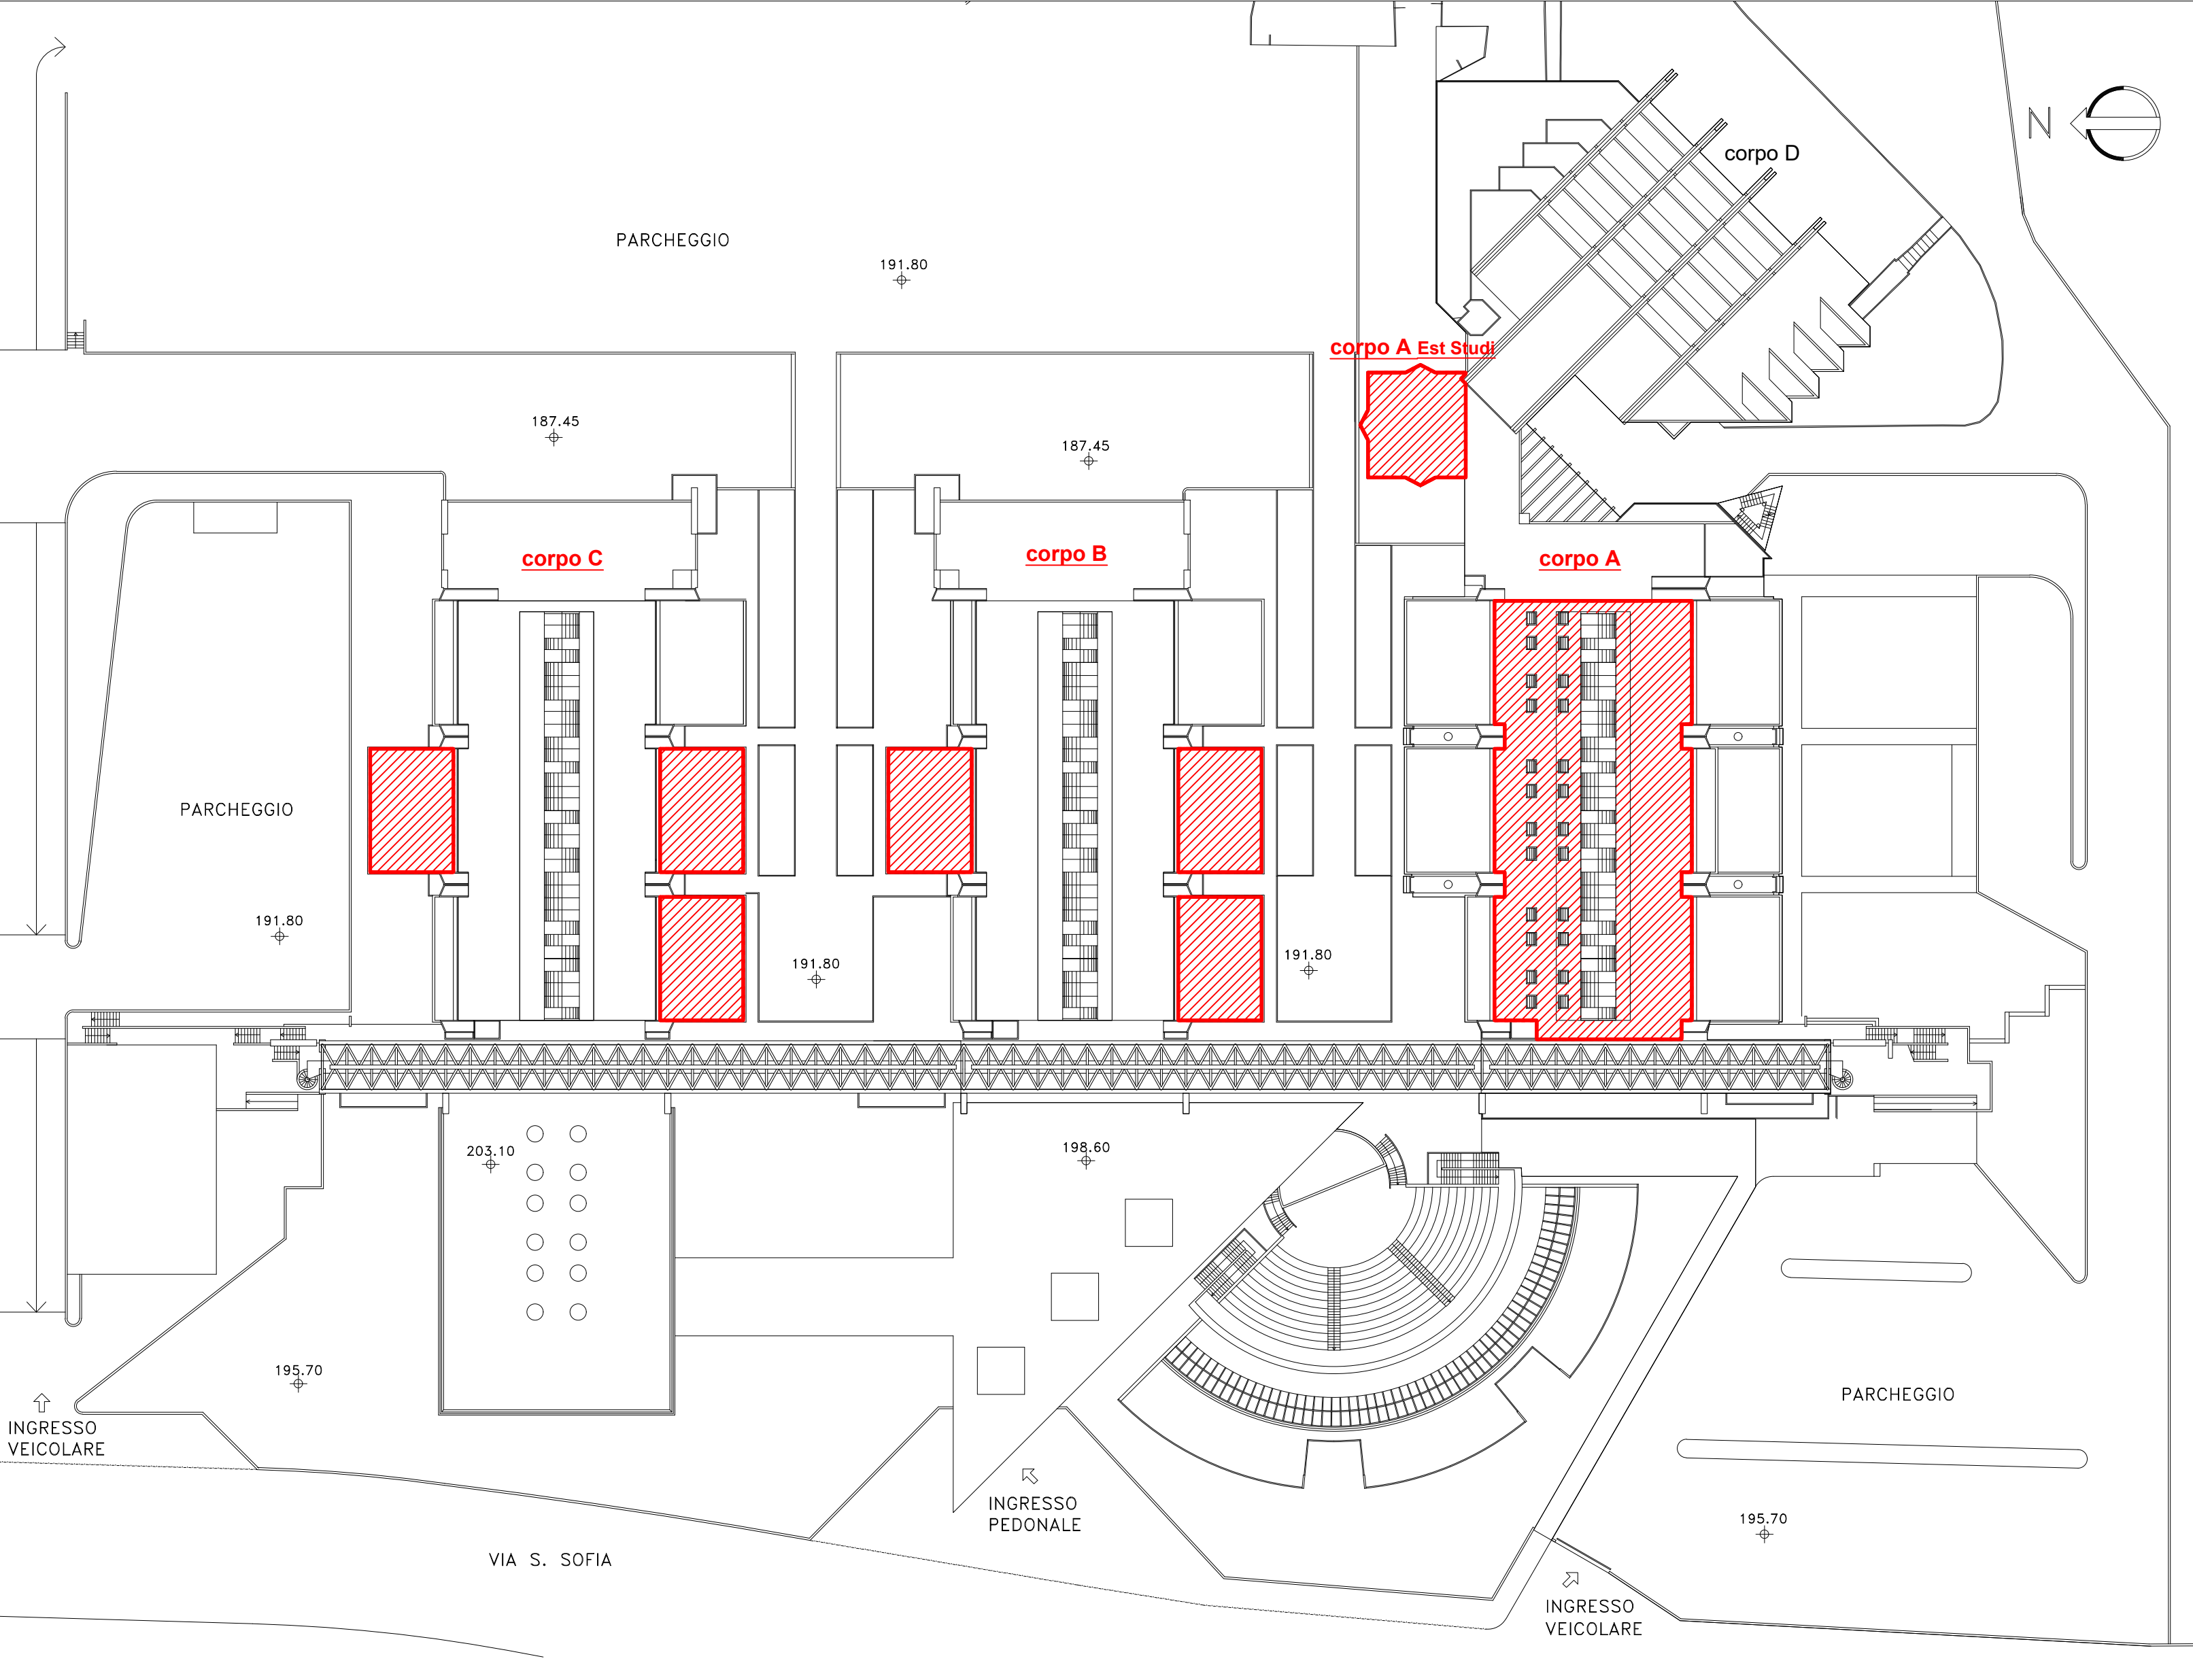 N
corpo D
PARCHEGGIO
191.80
corpo A Est Studi
187.45
187.45
corpo C
corpo B
corpo A
PARCHEGGIO
191.80
191.80
191.80
203.10
198.60
195.70
PARCHEGGIO
INGRESSO
VEICOLARE
INGRESSO
PEDONALE
195.70
VIA S. SOFIA
INGRESSO
VEICOLARE